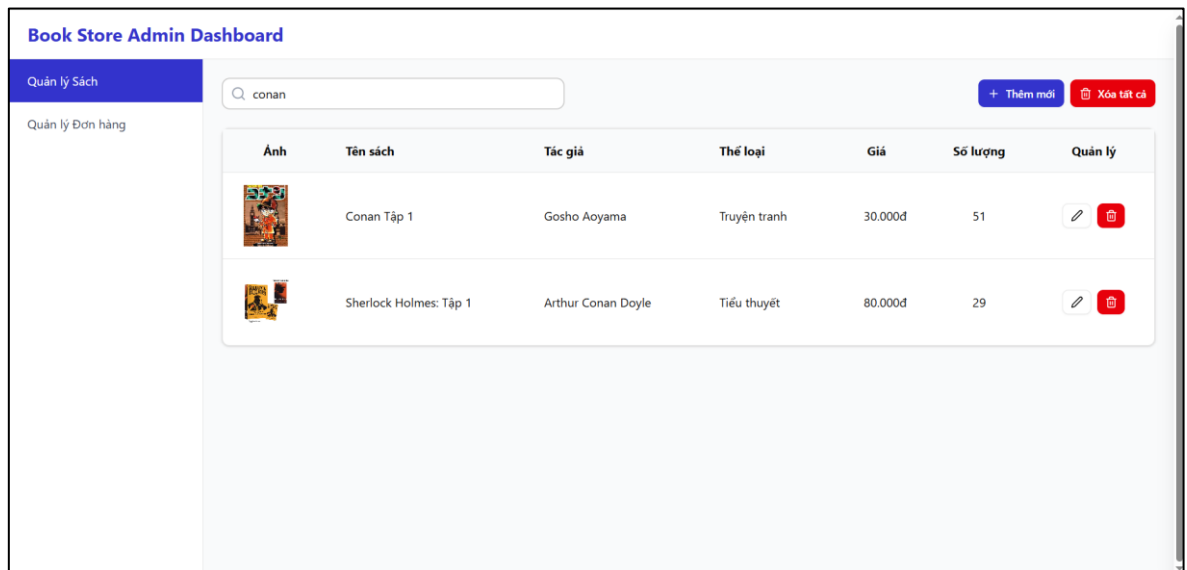 Book Store Admin Dashboard
Quản lý Sách
Quản lý Đơn hàng
conan
+ Thêm mới
Xóa tất cả
Ảnh Tên sách Tác giả Thể loại Giá Số lượng Quản lý
Conan Tập 1 Gosho Aoyama Truyện tranh 30.000đ 51
Sherlock Holmes: Tập 1 Arthur Conan Doyle Tiểu thuyết 80.000đ 29